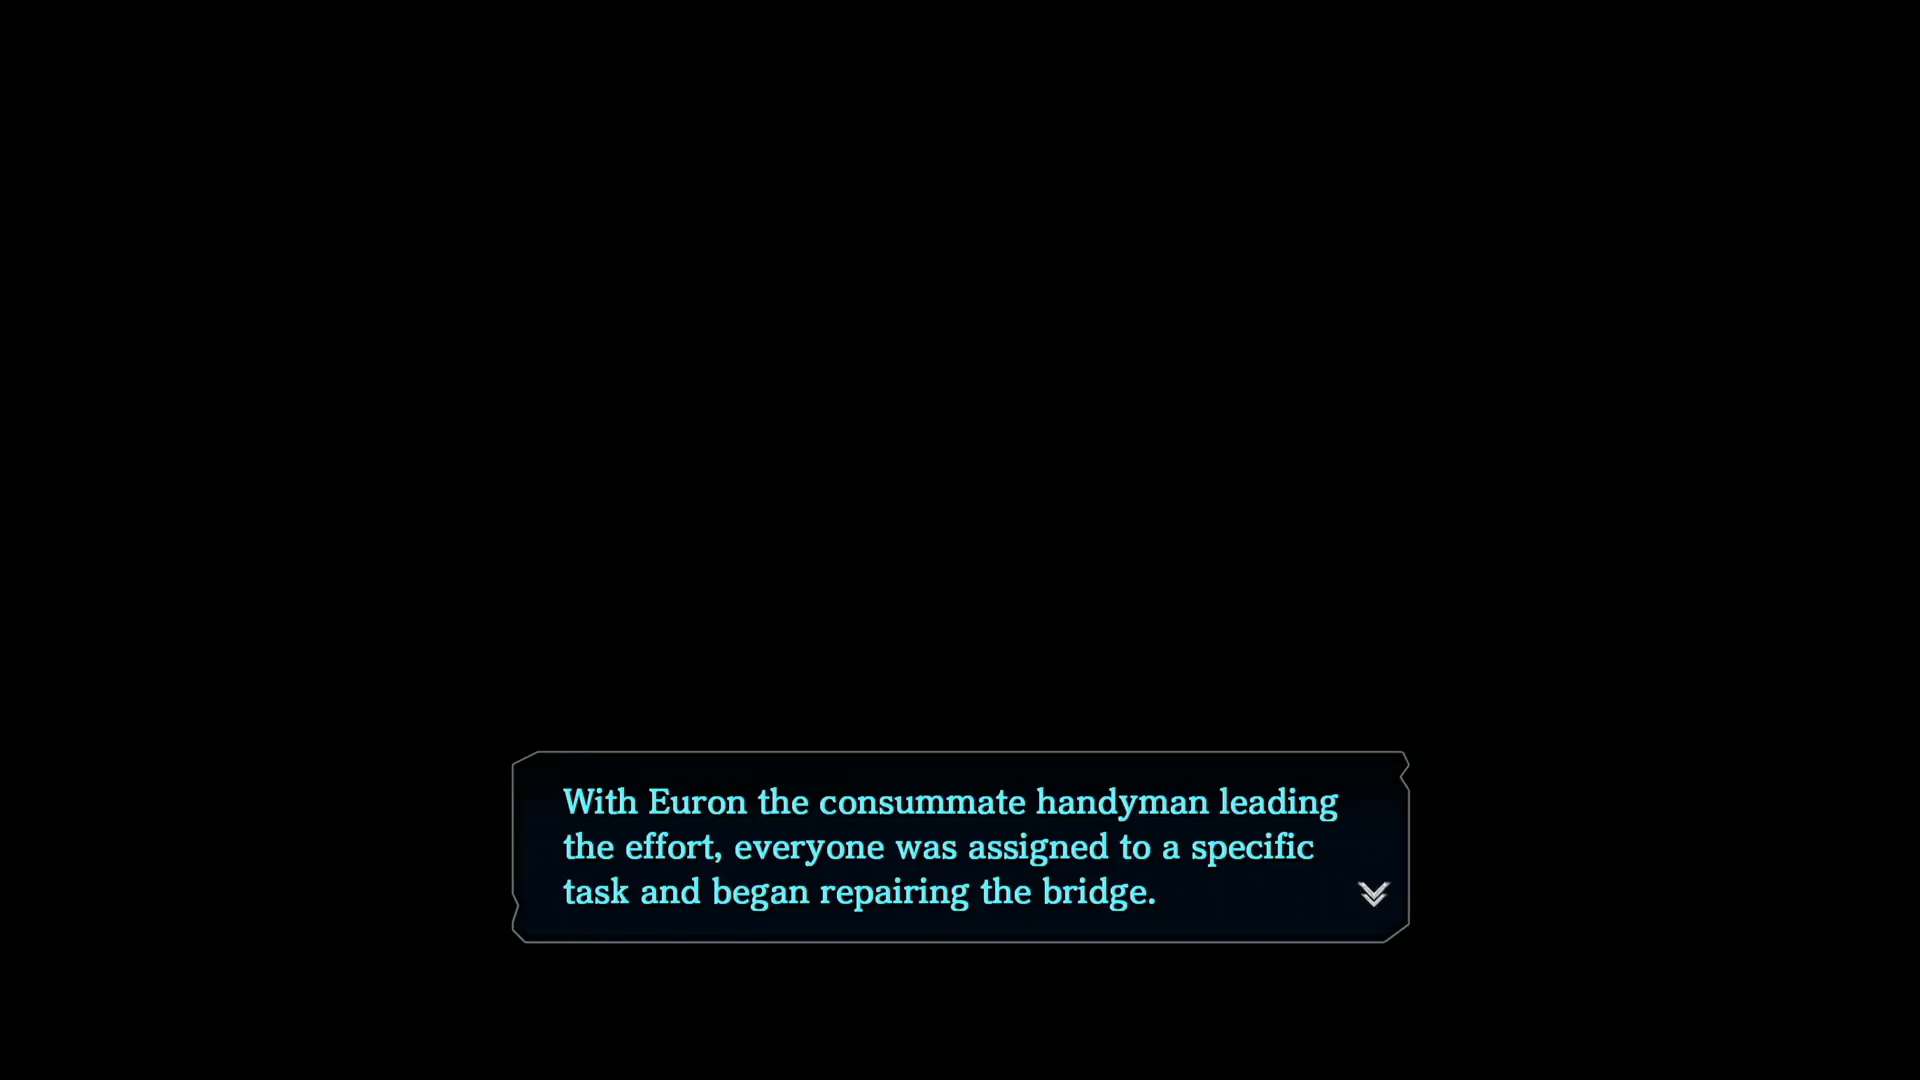 With Euron the consummate handyman leading
the effort, everyone was assigned to a specific
task and began repairing the bridge.